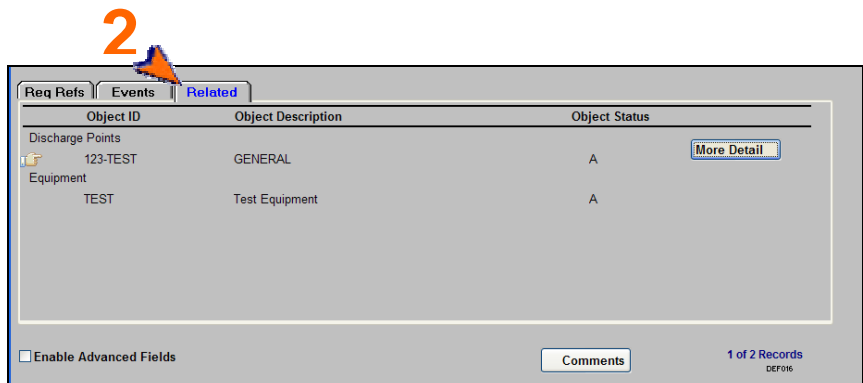 2
Req Refs Events Related
Object ID Object Description Object Status
Discharge Points
More Detail
123-TEST GENERAL A
Equipment
TEST Test Equipment A
Enable Advanced Fields
Comments
1 of 2 Records
DEF016